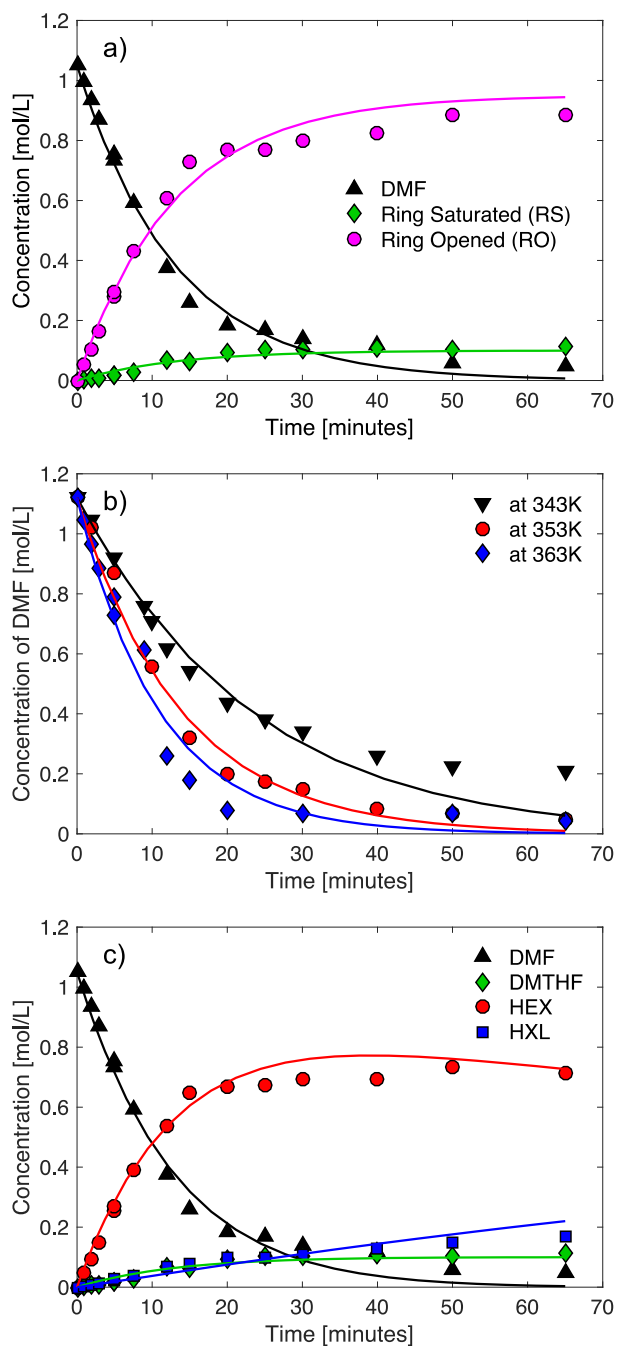 a)
Concentration [mol/L]
1.2
1
0.8
0.6
0.4
0.2
0
DMF
Ring Saturated (RS)
Ring Opened (RO)
0 10 20 30 40 50 60 70
Time [minutes]
b)
Concentration of DMF [mol/L]
1.2
1
0.8
0.6
0.4
0.2
0
at 343K
at 353K
at 363K
0 10 20 30 40 50 60 70
Time [minutes]
c)
Concentration [mol/L]
1.2
1
0.8
0.6
0.4
0.2
0
DMF
DMTHF
HEX
HXL
0 10 20 30 40 50 60 70
Time [minutes]